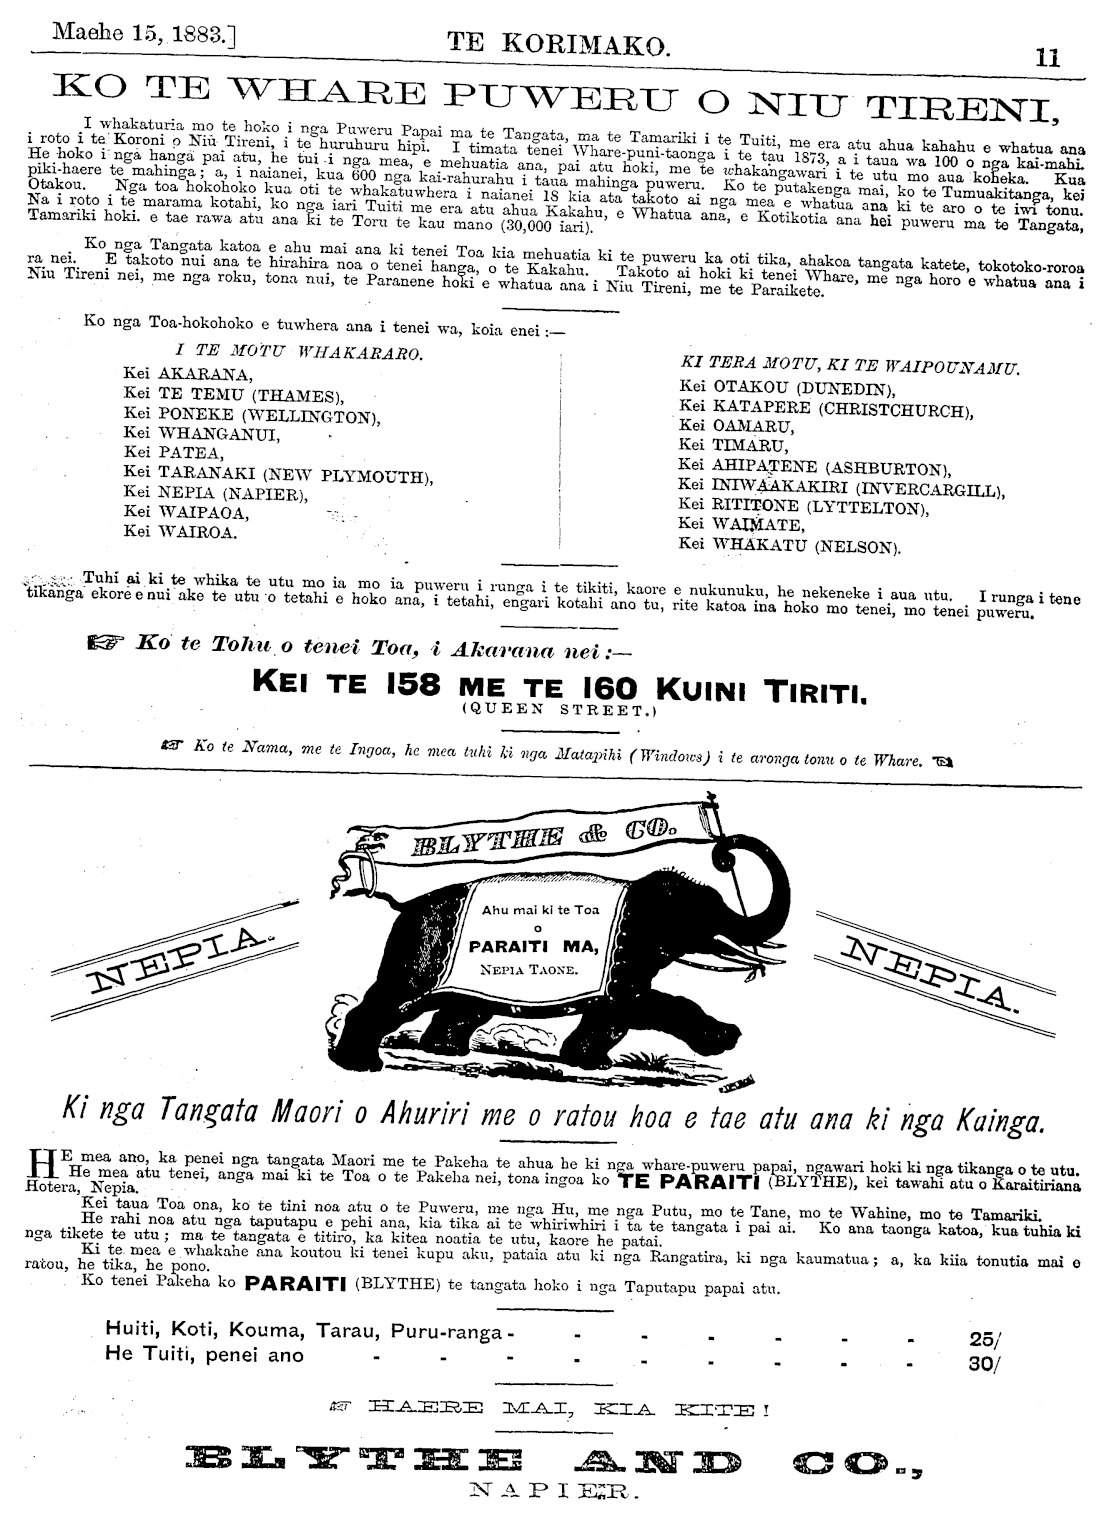 Maehe 15, 1883.]
TE KORIMAKO.
11
KO TE WHARE PUWERU O NIU TIRENI,
I whakaturia mo te hoko i nga Puweru Papai ma te Tangata, ma te Tamariki i te Tuiti, me era atu ahua kahahu e whatua ana
i roto i te Koroni o Niu Tireni, i te huruhuru hipi. I timata tenei Whare-puni-taonga i te tau 1873, a i taua wa 100 o nga kai-mahi.
He hoko i nga hanga pai atu, he tui i nga mea, e mehuatia ana, pai atu hoki, me te whakangawari i te utu mo aua koheka. Kua
piki-haere te mahinga; a, i naianei, kua 600 nga kai-rahurahu i taua mahinga puweru. Ko te putakenga mai, ko te Tumuakitanga, kei
Otakou. Nga toa hokohoko kua oti te whakatuwhera i naianei 18 kia ata takoto ai nga mea e whatua ana ki te aro o te iwi tonu.
Na i roto i te marama kotahi, ko nga iari Tuiti me era atu ahua Kakahu, e Whatua ana, e Kotikotia ana hei puweru ma te Tangata,
Tamariki hoki. e tae rawa atu ana ki te Toru te kau mano (30,000 iari).
Ko nga Tangata katoa e ahu mai ana ki tenei Toa kia mehuatia ki te puweru ka oti tika, ahakoa tangata katete, tokotoko-roroa
ra nei. E takoto nui ana te hirahira noa o tenei hanga, o te Kakahu. Takoto ai hoki ki tenei Whare, me nga horo e whatua ana i
Niu Tireni nei, me nga roku, tona nui, te Paranene hoki e whatua ana i Niu Tireni, me te Paraikete.
Ko nga Toa-hokohoko e tuwhera ana i tenei wa, koia enei :—
I TE MOTU WHAKARARO.
Kei AKARANA,
Kei TE TEMU (THAMES),
Kei PONEKE (WELLINGTON),
Kei WHANGANUI,
Kei PATEA,
Kei TARANAKI (NEW PLYMOUTH),
Kei NEPIA (NAPIER),
Kei WAIPAOA,
Kei WAIROA.
KI TERA MOTU, KI TE WAIPOUNAMU.
Kei OTAKOU (DUNEDIN),
Kei KATAPERE (CHRISTCHURCH),
Kei OAMARU,
Kei TIMARU,
Kei AHIPATENE (ASHBURTON),
Kei INIWAAKAKIRI (INVERCARGILL),
Kei RITITONE (LYTTELTON),
Kei WAIMATE,
Kei WHAKATU (NELSON).
Tuhi ai ki te whika te utu mo ia mo ia puweru i runga i te tikiti, kaore e nukunuku, he nekeneke i aua utu. I runga i tene
tikanga ekore e nui ake te utu o tetahi e hoko ana, i tetahi, engari kotahi ano tu, rite katoa ina hoko mo tenei, mo tenei puweru.
☞ Ko te Tohu o tenei Toa, i Akarana nei :—
KEI TE 158 ME TE 160 KUINI TIRITI.
(QUEEN STREET.)
☞ Ko te Nama, me te Ingoa, he mea tuhi ki nga Matapihi (Windows) i te aronga tonu o te Whare. ☜
BLYTHE & CO.
Ahu mai ki te Toa
o
PARAITI MA,
NEPIA TAONE.
NEPIA.
NEPIA.
Ki nga Tangata Maori o Ahuriri me o ratou hoa e tae atu ana ki nga Kainga.
HE mea ano, ka penei nga tangata Maori me te Pakeha te ahua he ki nga whare-puweru papai, ngawari hoki ki nga tikanga o te utu.
He mea atu tenei, anga mai ki te Toa o te Pakeha nei, tona ingoa ko TE PARAITI (BLYTHE), kei tawahi atu o Karaitiriana
Hotera, Nepia.
Kei taua Toa ona, ko te tini noa atu o te Puweru, me nga Hu, me nga Putu, mo te Tane, mo te Wahine, mo te Tamariki.
He rahi noa atu nga taputapu e pehi ana, kia tika ai te whiriwhiri i ta te tangata i pai ai. Ko ana taonga katoa, kua tuhia ki
nga tikete te utu ; ma te tangata e titiro, ka kitea noatia te utu, kaore he patai.
Ki te mea e whakahe ana koutou ki tenei kupu aku, pataia atu ki nga Rangatira, ki nga kaumatua ; a, ka kiia tonutia mai e
ratou, he tika, he pono.
Ko tenei Pakeha ko PARAITI (BLYTHE) te tangata hoko i nga Taputapu papai atu.
Huiti, Koti, Kouma, Tarau, Puru-ranga - - - - - - - 25/
He Tuiti, penei ano - - - - - - - - - 30/
☞ HAERE MAI, KIA KITE !
BLYTHE AND CO.,
NAPIER.